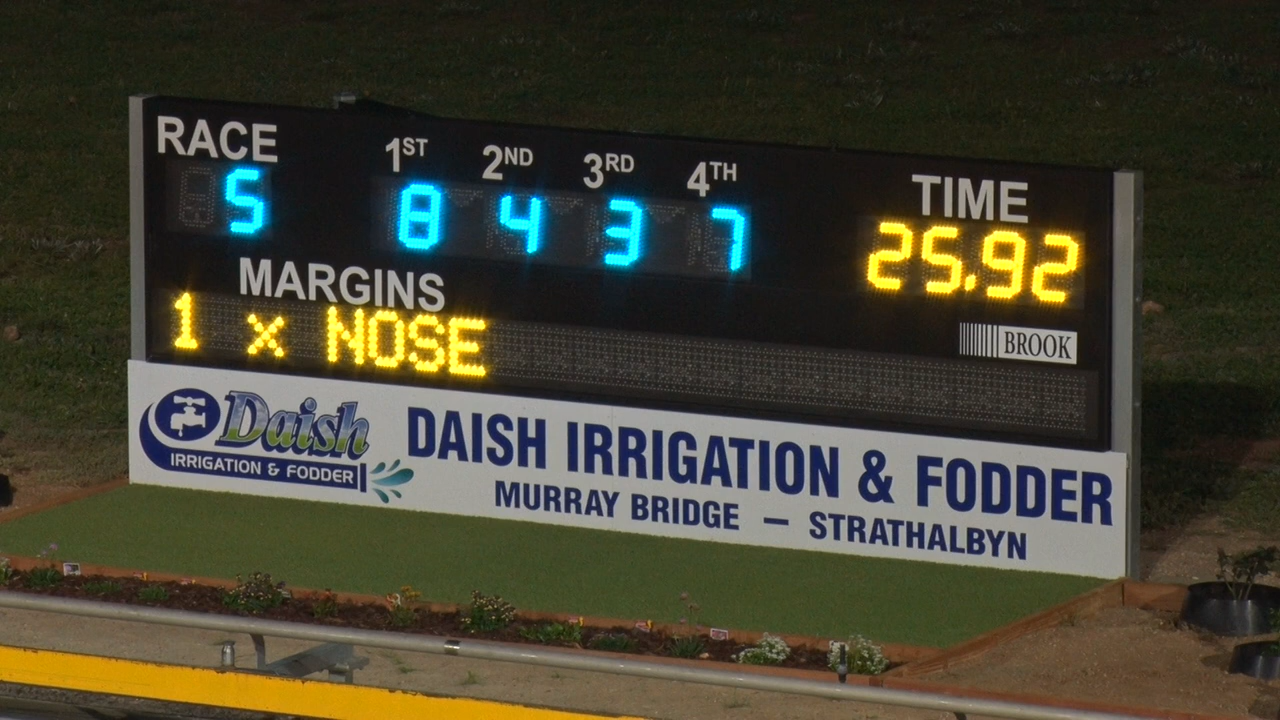 RACE 1ST 2ND 3RD 4TH TIME
5 8 4 3 7 25.92
MARGINS
1 x NOSE
BROOK
Daish
IRRIGATION & FODDER
DAISH IRRIGATION & FODDER
MURRAY BRIDGE — STRATHALBYN